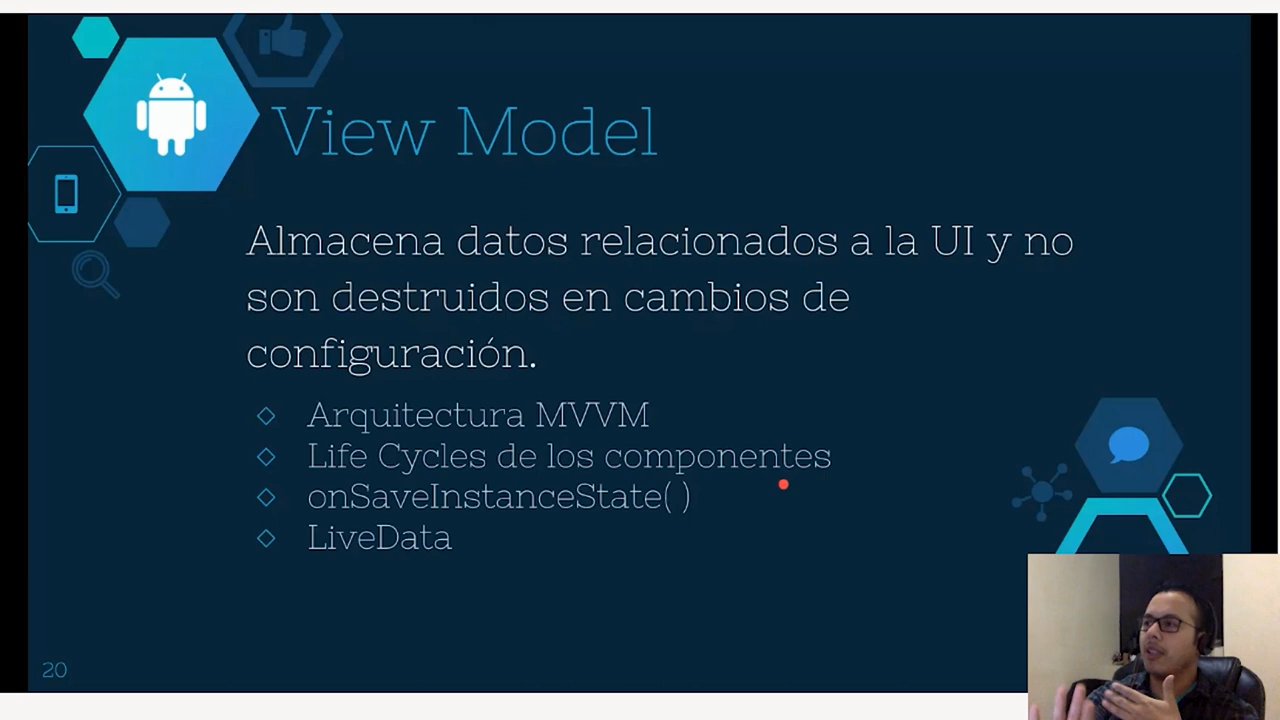 View Model
Almacena datos relacionados a la UI y no
son destruidos en cambios de
configuración.
Arquitectura MVVM
Life Cycles de los componentes
onSaveInstanceState( )
LiveData
20